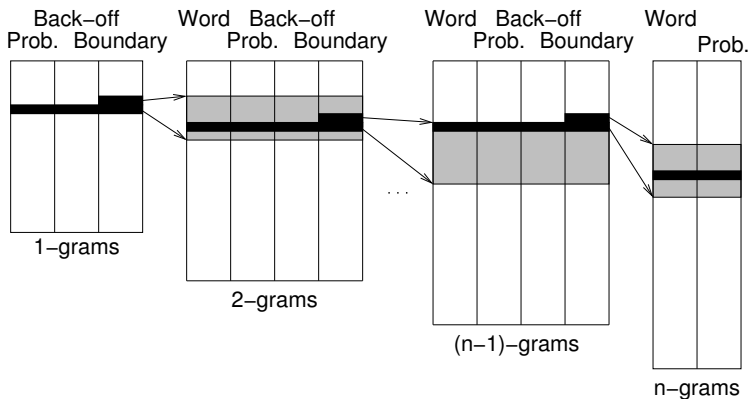 Back−off
Prob. Boundary
Word Back−off
Prob. Boundary
Word Back−off
Prob. Boundary
Word
Prob.
. . .
1−grams
2−grams
(n−1)−grams
n−grams